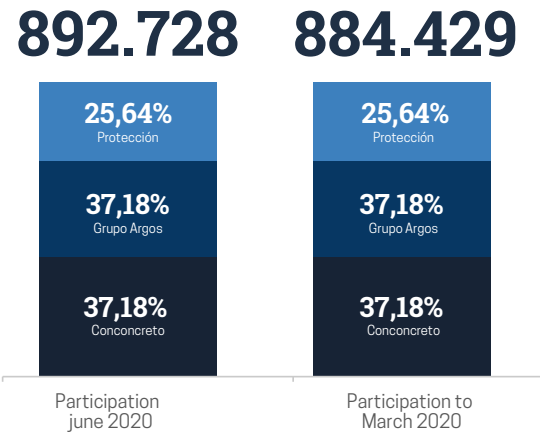 892.728
884.429
25,64%
Protección
25,64%
Protección
37,18%
Grupo Argos
37,18%
Grupo Argos
37,18%
Conconcreto
37,18%
Conconcreto
Participation
june 2020
Participation to
March 2020